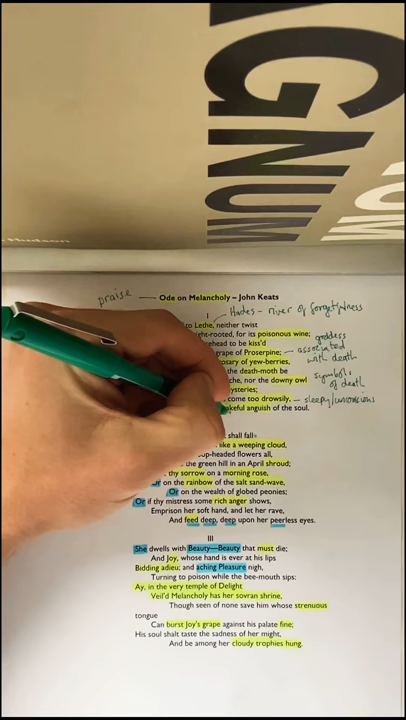 GNUM
GNUM
OM
Hudson
praise — Ode on Melancholy – John Keats
Hades - river of forgetfulness
I
to Lethe, neither twist
-rooted, for its poisonous wine;
goddess
to be kiss'd
grape of Proserpine; — associated
with death
of yew-berries,
the death-moth be
symbols
of death
nor the downy owl
come too drowsily, — sleepy/unconscious
anguish of the soul.
shall fall
like a weeping cloud,
flowers all,
the green hill in an April shroud;
thy sorrow on a morning rose,
Or on the rainbow of the salt sand-wave,
Or on the wealth of globed peonies;
Or if thy mistress some rich anger shows,
Emprison her soft hand, and let her rave,
And feed deep, deep upon her peerless eyes.
III
She dwells with Beauty—Beauty that must die;
And Joy, whose hand is ever at his lips
Bidding adieu; and aching Pleasure nigh,
Turning to poison while the bee-mouth sips:
Ay, in the very temple of Delight
Veil'd Melancholy has her sovran shrine,
Though seen of none save him whose strenuous
tongue
Can burst Joy's grape against his palate fine;
His soul shalt taste the sadness of her might,
And be among her cloudy trophies hung.